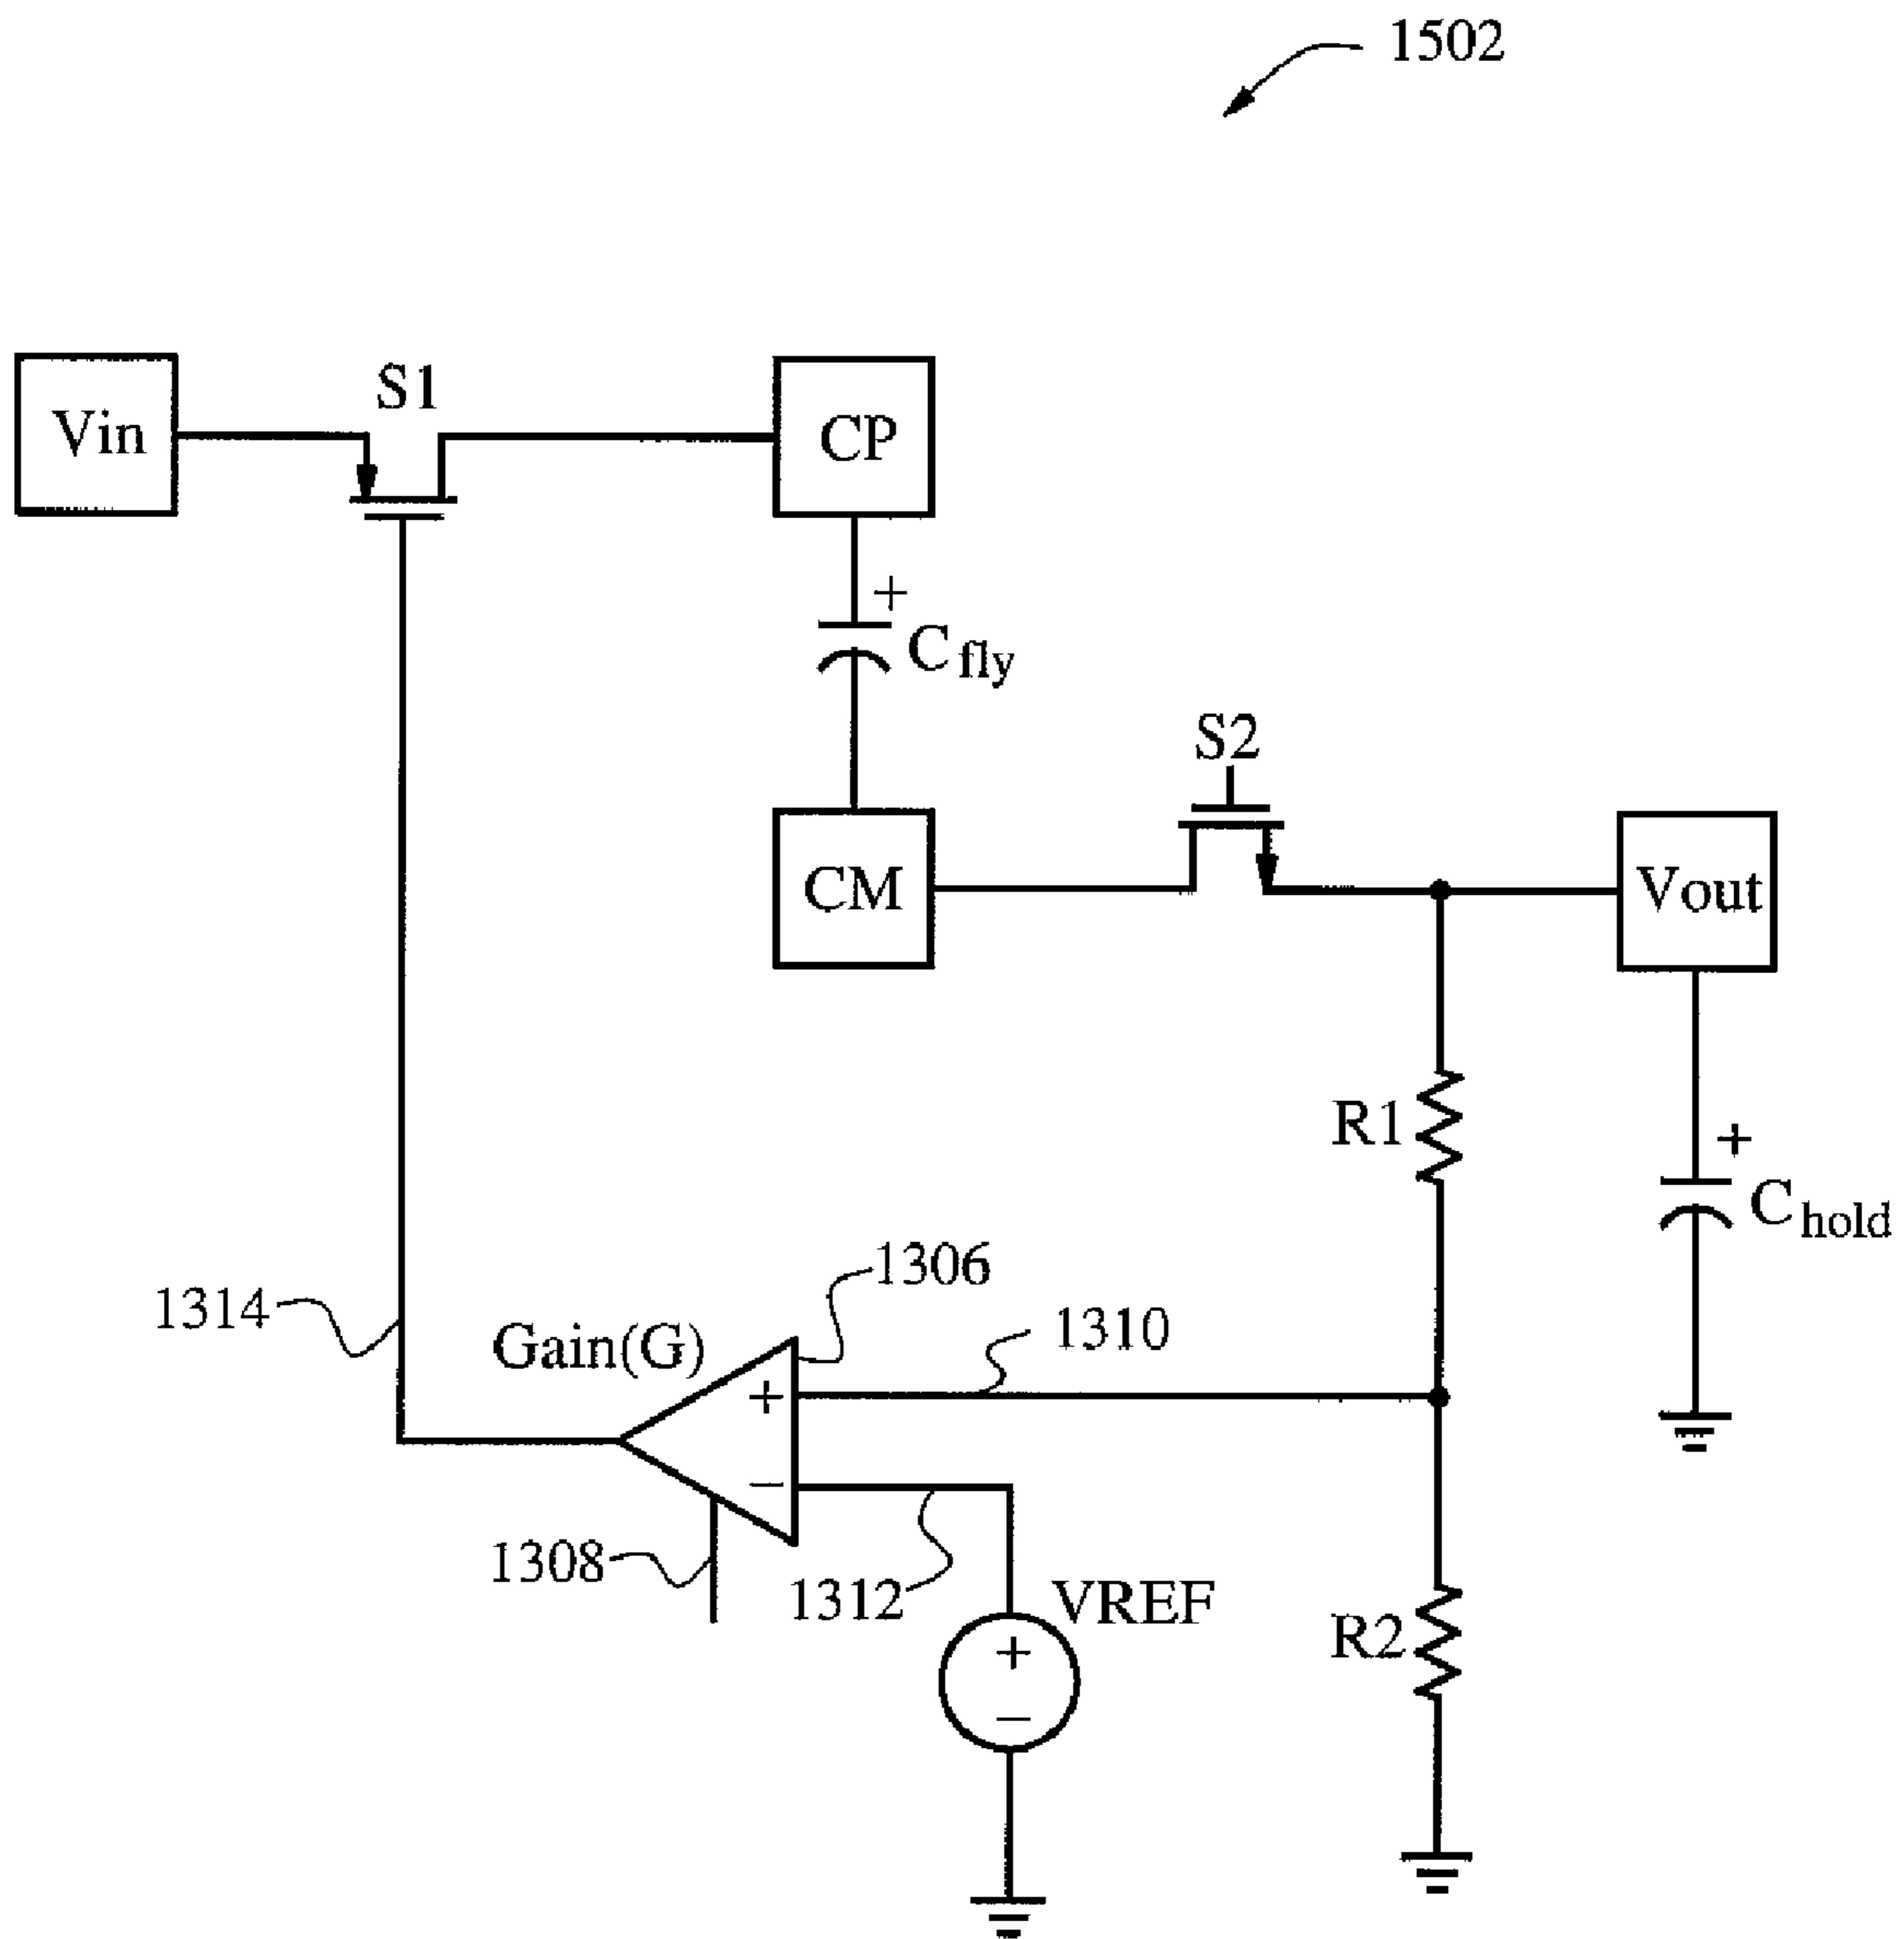 1502
Vin
S1
CP
+
C fly
S2
CM
Vout
R1
+
C hold
1306
1314
Gain(G)
1310
+
−
1308
1312
VREF
+
−
R2